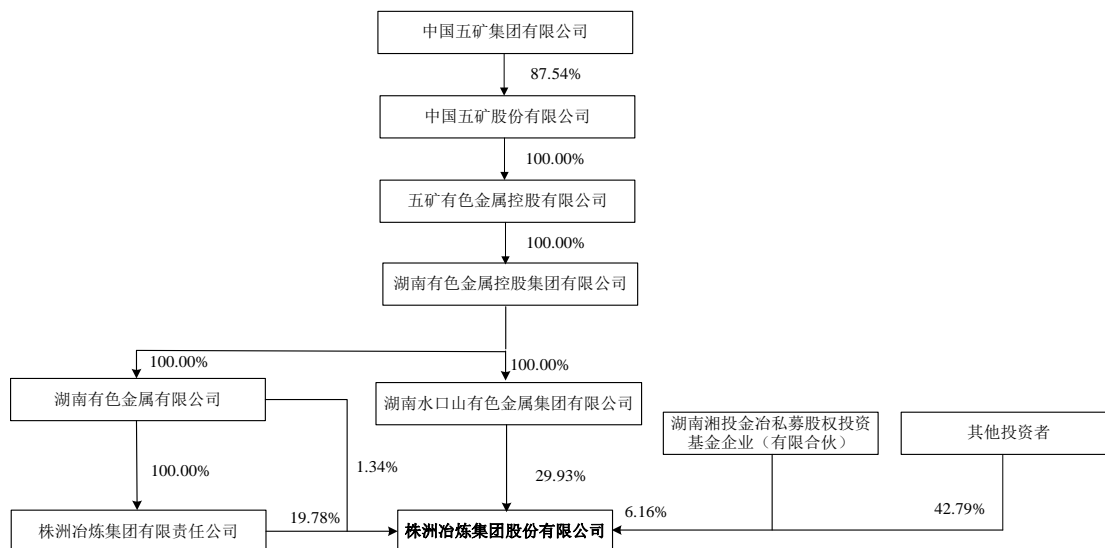 中国五矿集团有限公司
87.54%
中国五矿股份有限公司
100.00%
五矿有色金属控股有限公司
100.00%
湖南有色金属控股集团有限公司
100.00%
100.00%
湖南有色金属有限公司
湖南水口山有色金属集团有限公司
湖南湘投金冶私募股权投资
基金企业（有限合伙）
其他投资者
100.00%
1.34%
29.93%
株洲冶炼集团有限责任公司
19.78%
株洲冶炼集团股份有限公司
6.16%
42.79%